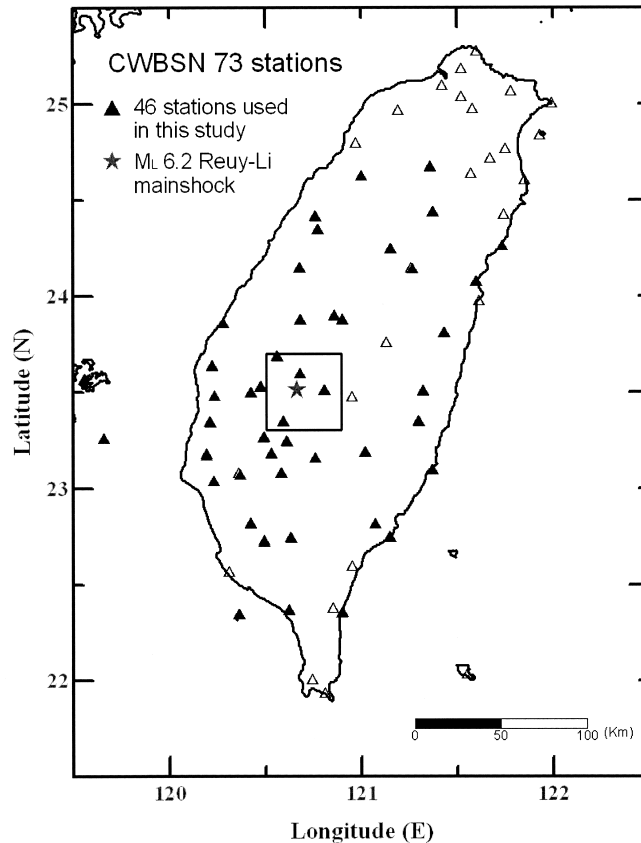 CWBSN 73 stations
46 stations used
in this study
ML 6.2 Reuy-Li
mainshock
25
24
23
22
Latitude (N)
0
50
100 (Km)
120
121
122
Longitude (E)